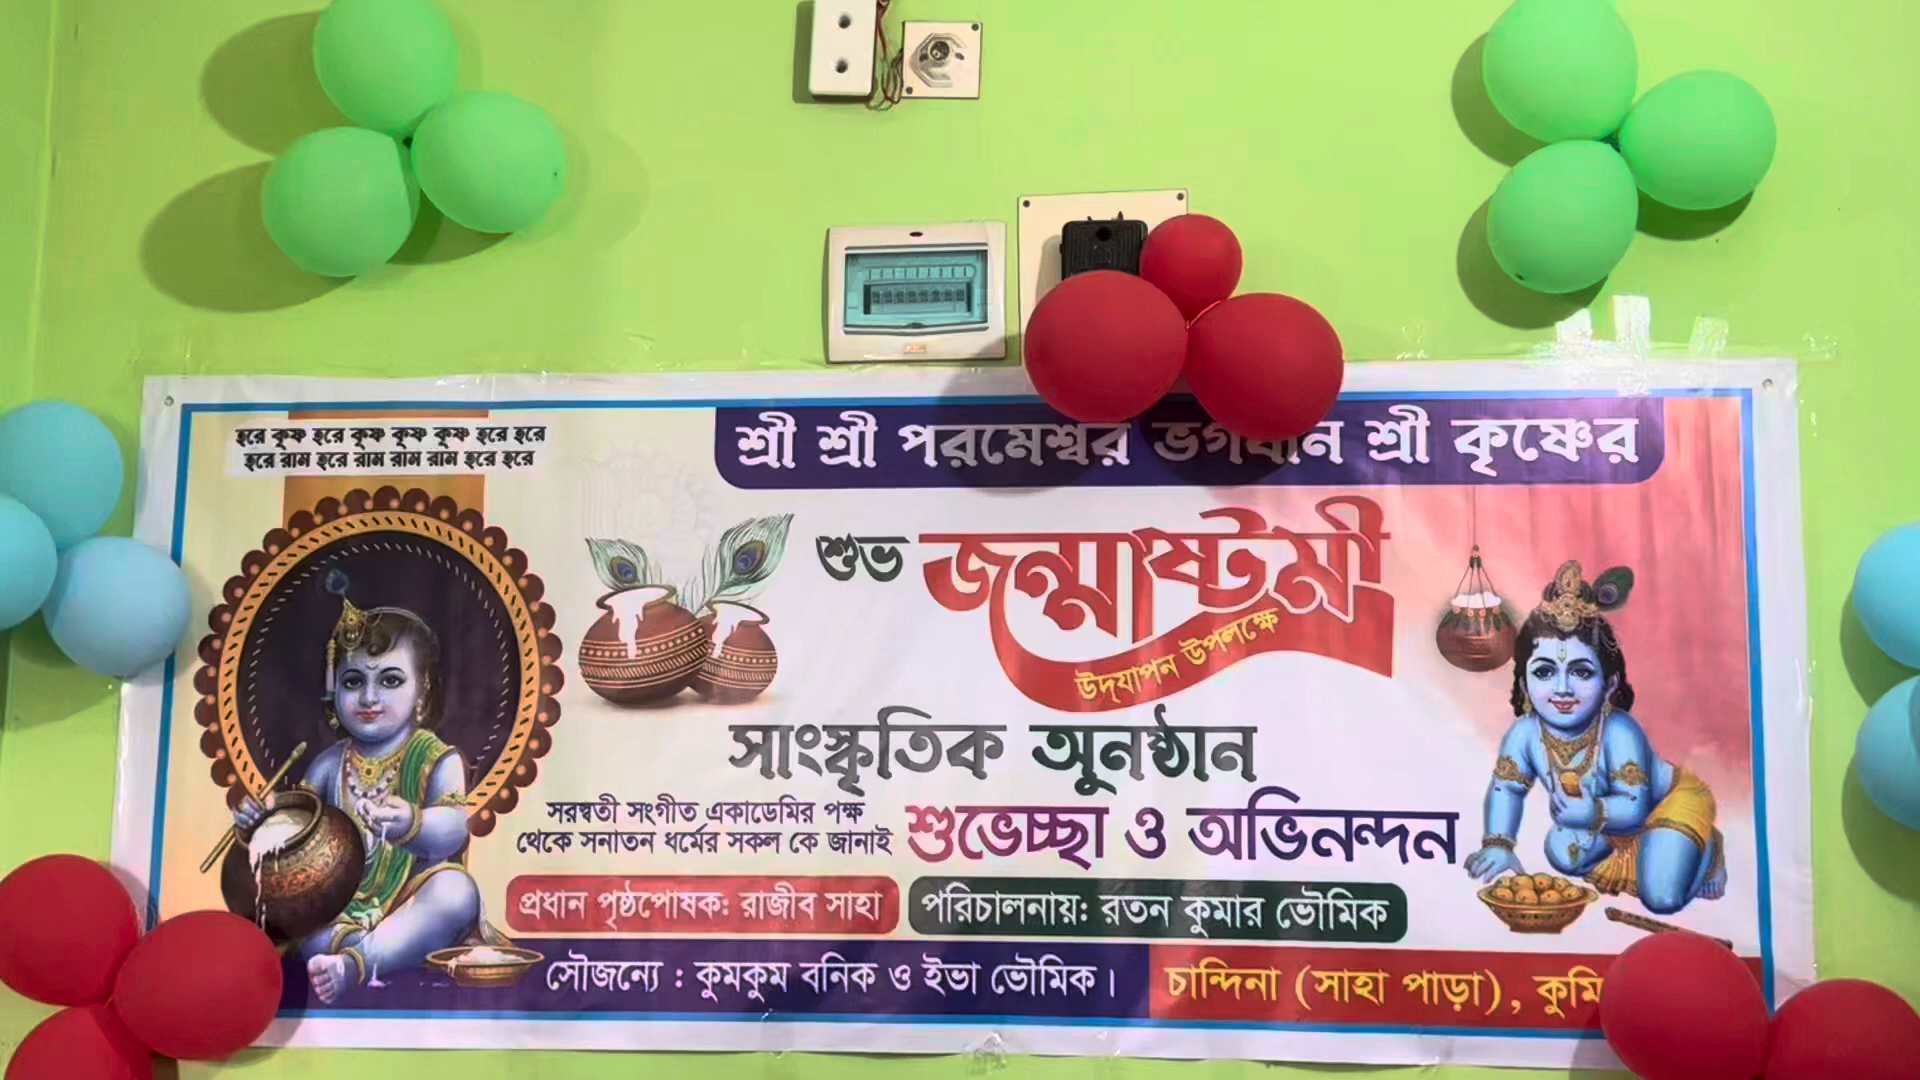 হরে কৃষ্ণ হরে কৃষ্ণ কৃষ্ণ কৃষ্ণ হরে হরে
হরে রাম হরে রাম রাম রাম হরে হরে
শ্রী শ্রী পরমেশ্বর ভগবান শ্রী কৃষ্ণের
শুভ জন্মাষ্টমী
উদ্‌যাপন উপলক্ষে
সাংস্কৃতিক অুনষ্ঠান
সরস্বতী সংগীত একাডেমির পক্ষ
থেকে সনাতন ধর্মের সকল কে জানাই
শুভেচ্ছা ও অভিনন্দন
প্রধান পৃষ্ঠপোষক: রাজীব সাহা
পরিচালনায়: রতন কুমার ভৌমিক
সৌজন্যে : কুমকুম বনিক ও ইভা ভৌমিক।
চান্দিনা (সাহা পাড়া), কুমি